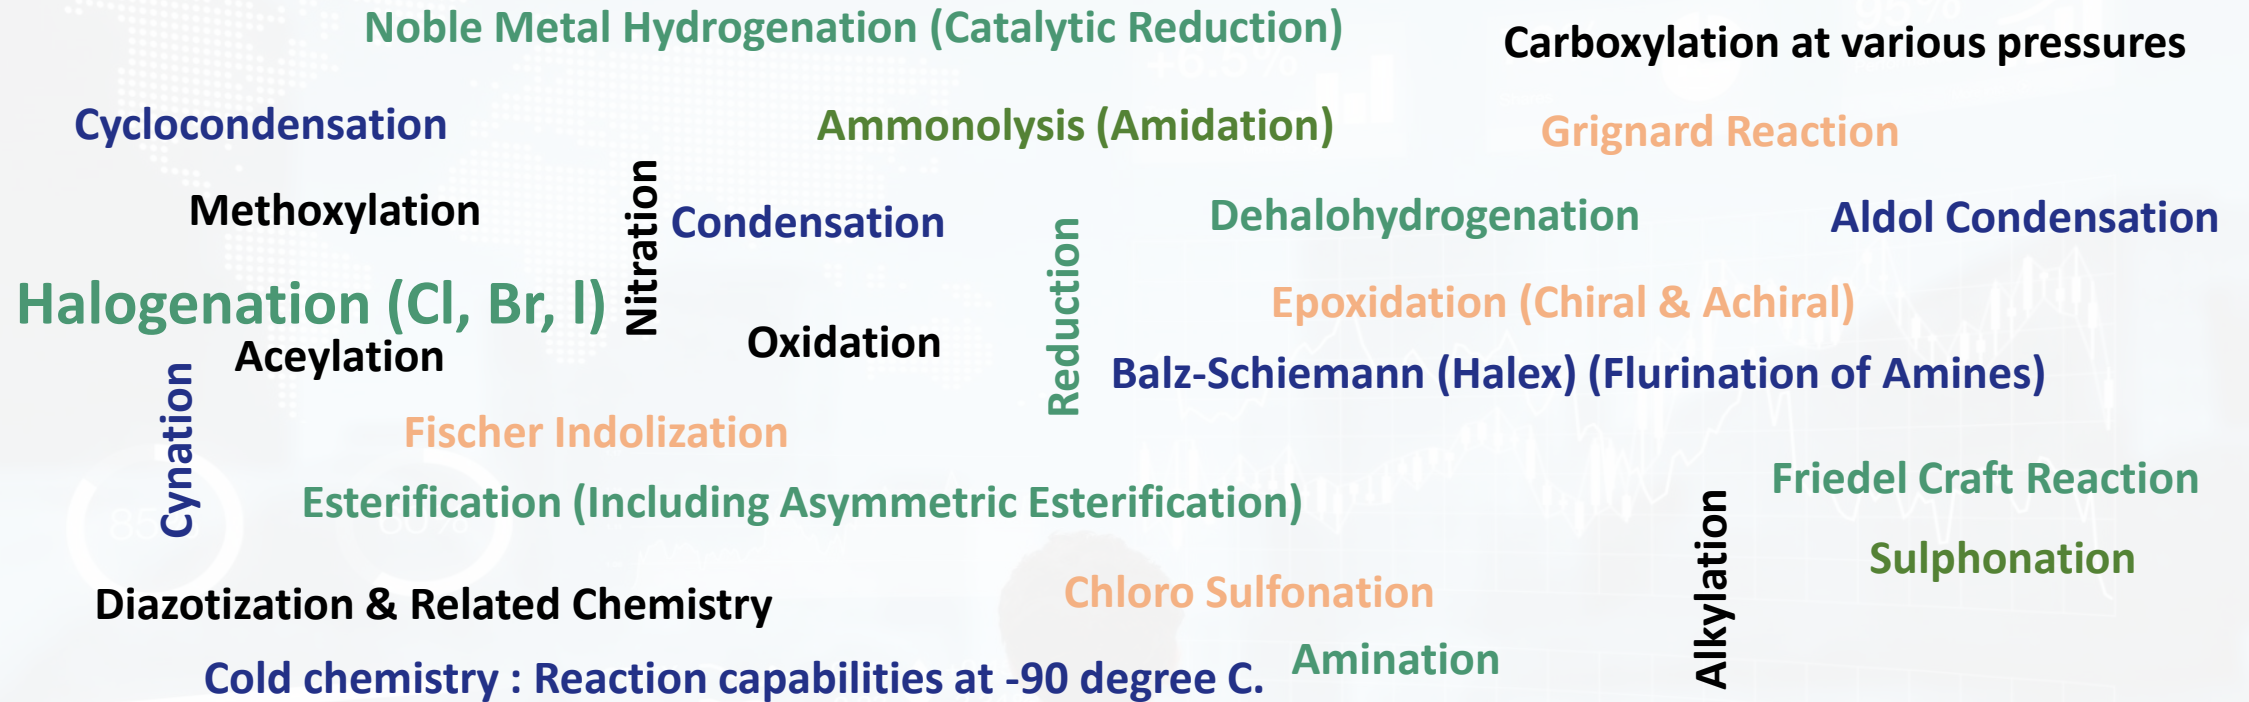 Noble Metal Hydrogenation (Catalytic Reduction)
Carboxylation at various pressures
Cyclocondensation
Ammonolysis (Amidation)
Grignard Reaction
Methoxylation
Nitration
Condensation
Reduction
Dehalohydrogenation
Aldol Condensation
Halogenation (Cl, Br, I)
Epoxidation (Chiral & Achiral)
Aceylation
Oxidation
Balz-Schiemann (Halex) (Flurination of Amines)
Cynation
Fischer Indolization
Friedel Craft Reaction
Esterification (Including Asymmetric Esterification)
Alkylation
Sulphonation
Diazotization & Related Chemistry
Chloro Sulfonation
Amination
Cold chemistry : Reaction capabilities at -90 degree C.